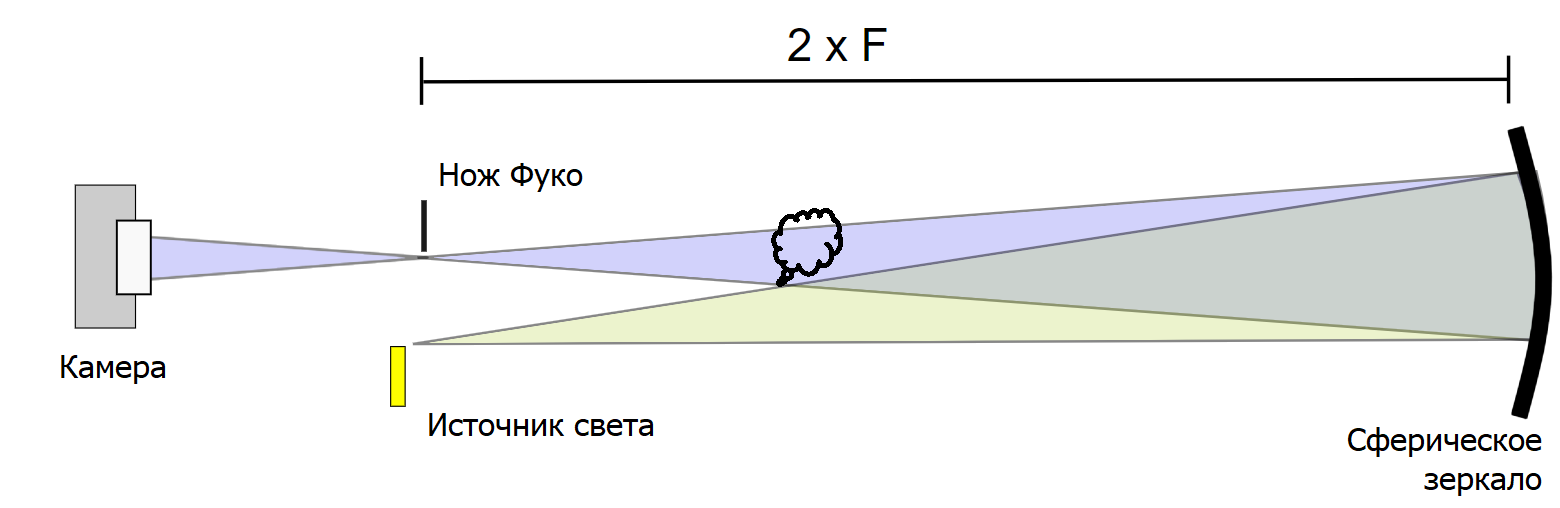 2 x F
Нож Фуко
Камера
Источник света
Сферическое
зеркало